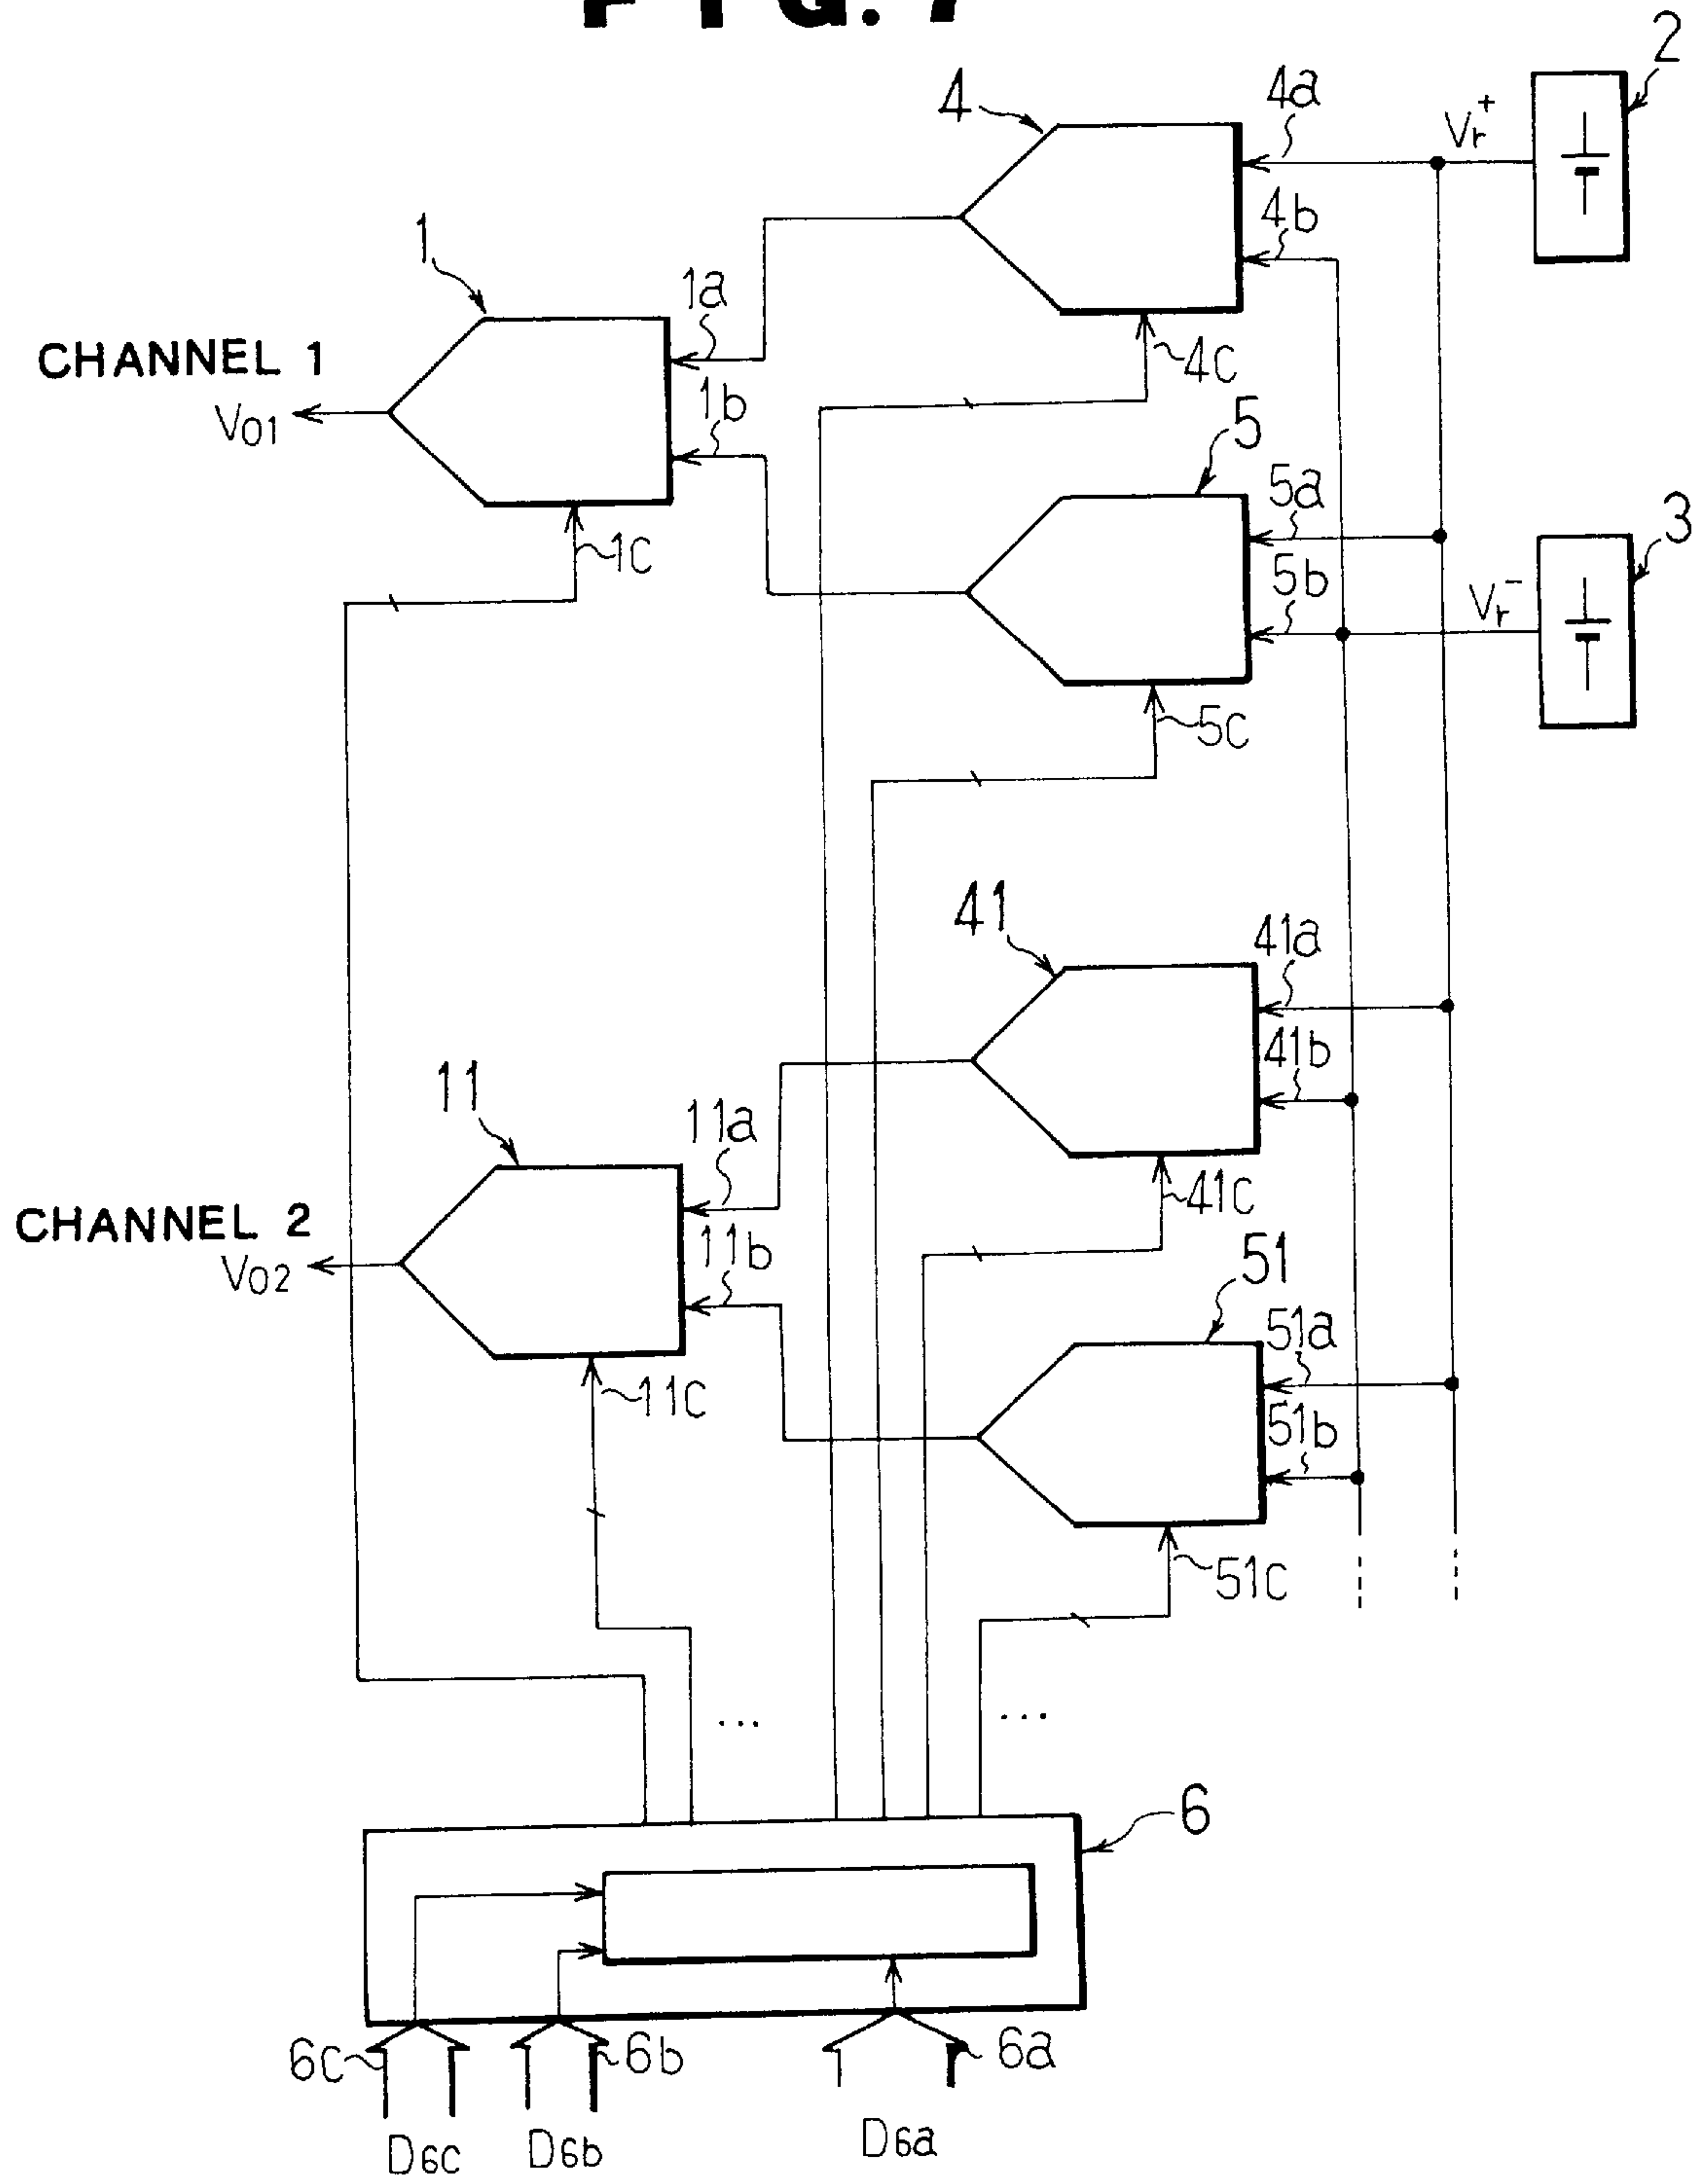 FIG. 7
2
4
4a
Vr+
4b
1
1a
CHANNEL 1
4c
1b
5
V01
5a
3
1c
5b
Vr-
5c
41
41a
41b
11
11a
41c
CHANNEL 2
11b
51
V02
51a
11c
51b
51c
...
...
6
6c
6b
6a
D6c
D6b
D6a